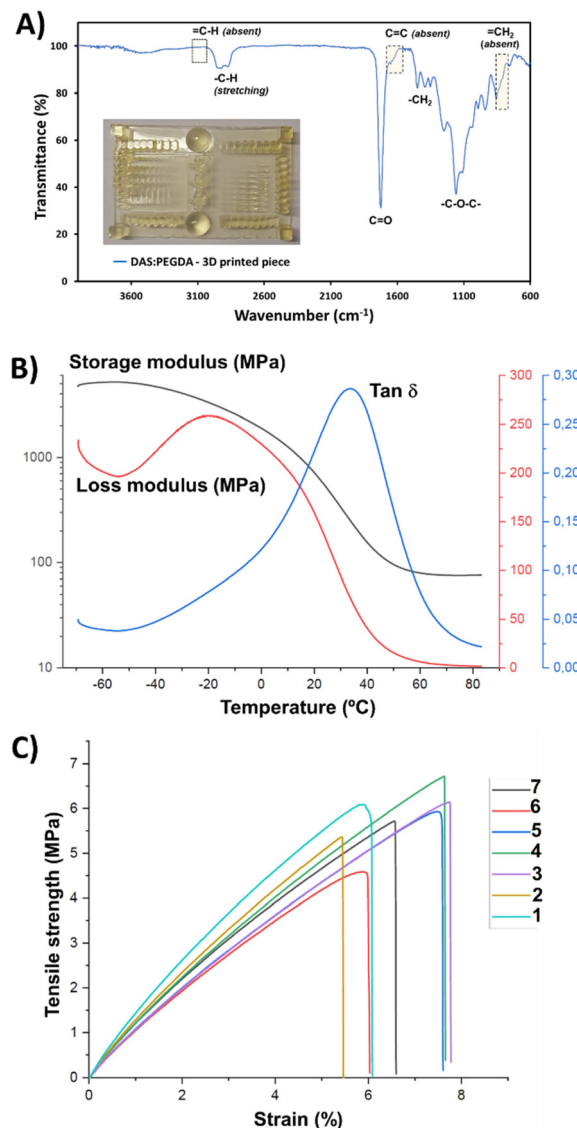 A)
=C-H (absent)
C=C (absent)
=CH2
(absent)
100
80
60
40
20
0
Transmittance (%)
-C-H
(stretching)
-CH2
C=O
-C-O-C-
DAS:PEGDA - 3D printed piece
3600 3100 2600 2100 1600 1100 600
Wavenumber (cm-1)
B)
Storage modulus (MPa)
Tan δ
Loss modulus (MPa)
1000
100
10
300
250
200
150
100
50
0
0,30
0,25
0,20
0,15
0,10
0,05
0,00
-60 -40 -20 0 20 40 60 80
Temperature (ºC)
C)
7
6
5
4
3
2
1
0
Tensile strength (MPa)
7
6
5
4
3
2
1
0 2 4 6 8
Strain (%)